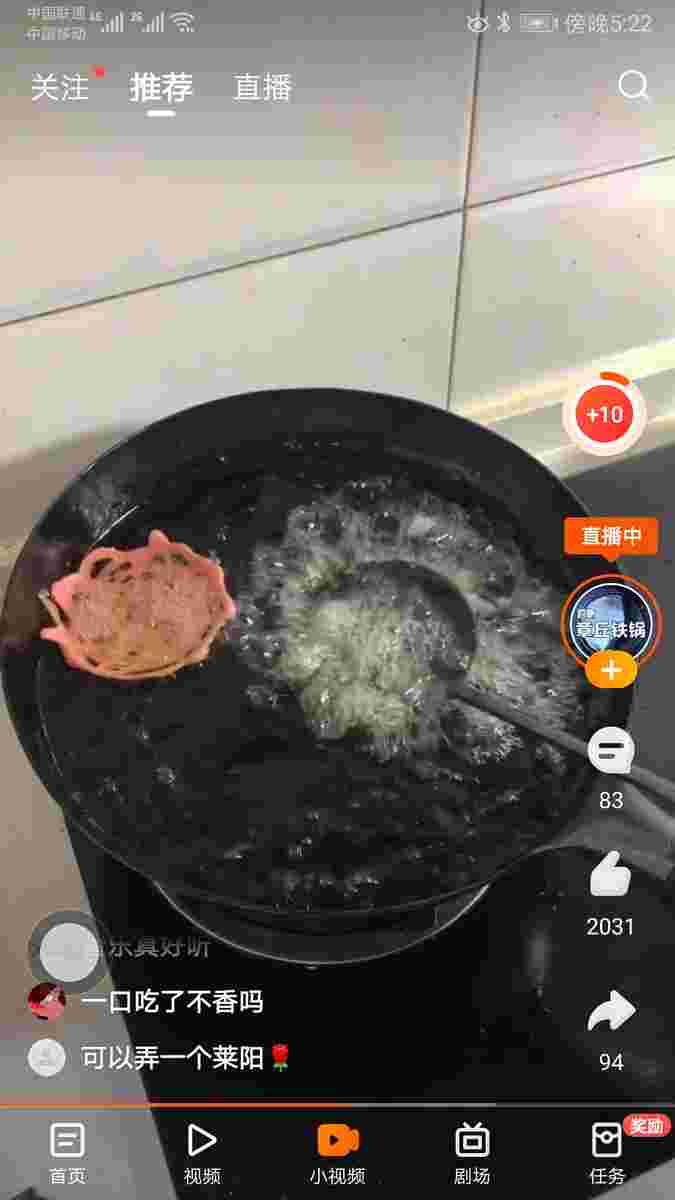 中国联通 4G 2G
中国移动
傍晚5:22
关注 推荐 直播
+10
直播中
章丘铁锅
83
2031
乐真好听
一口吃了不香吗
94
可以弄一个莱阳🌹
首页 视频 小视频 剧场 任务
奖励